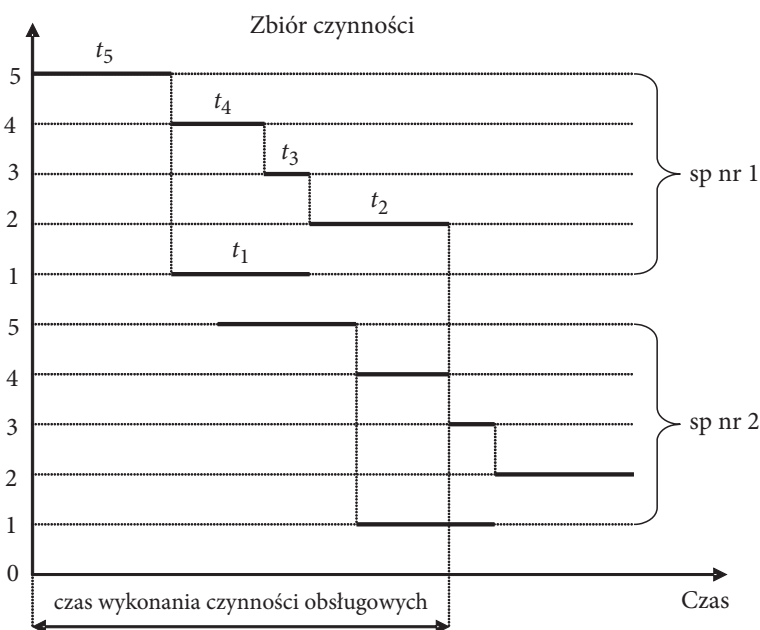 Zbiór czynności
t5
5
t4
4
t3
3
sp nr 1
t2
2
t1
1
5
4
3
sp nr 2
2
1
0
czas wykonania czynności obsługowych
Czas